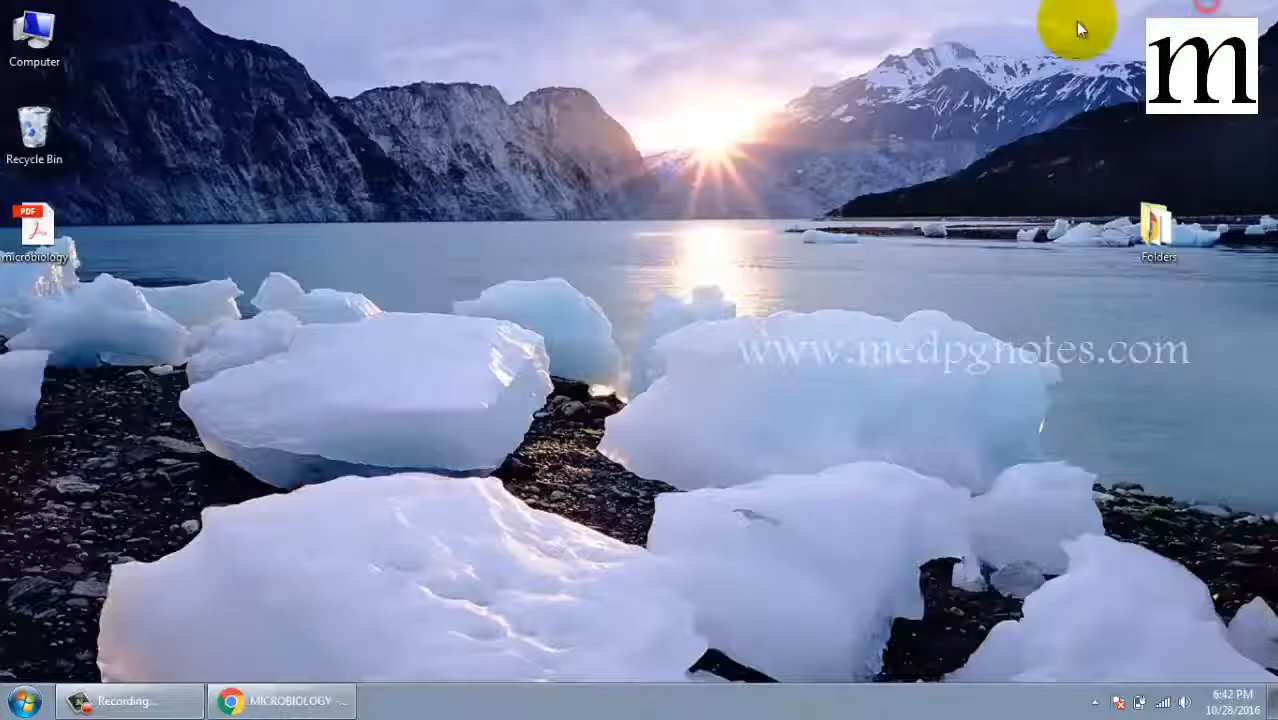 Computer
m
Recycle Bin
PDF
microbiology
Folders
www.medpgnotes.com
Recording...
MICROBIOLOGY -...
6:42 PM
10/28/2016